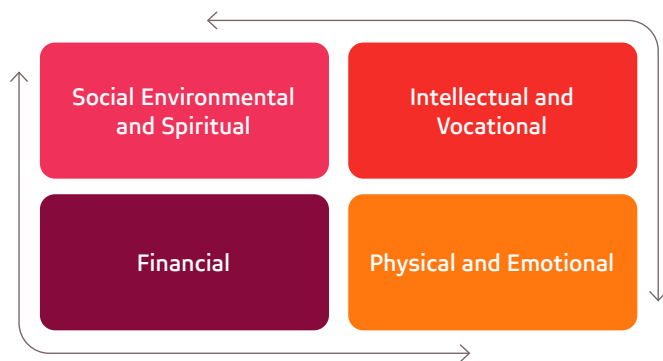 Social Environmental
and Spiritual
Intellectual and
Vocational
Financial
Physical and Emotional